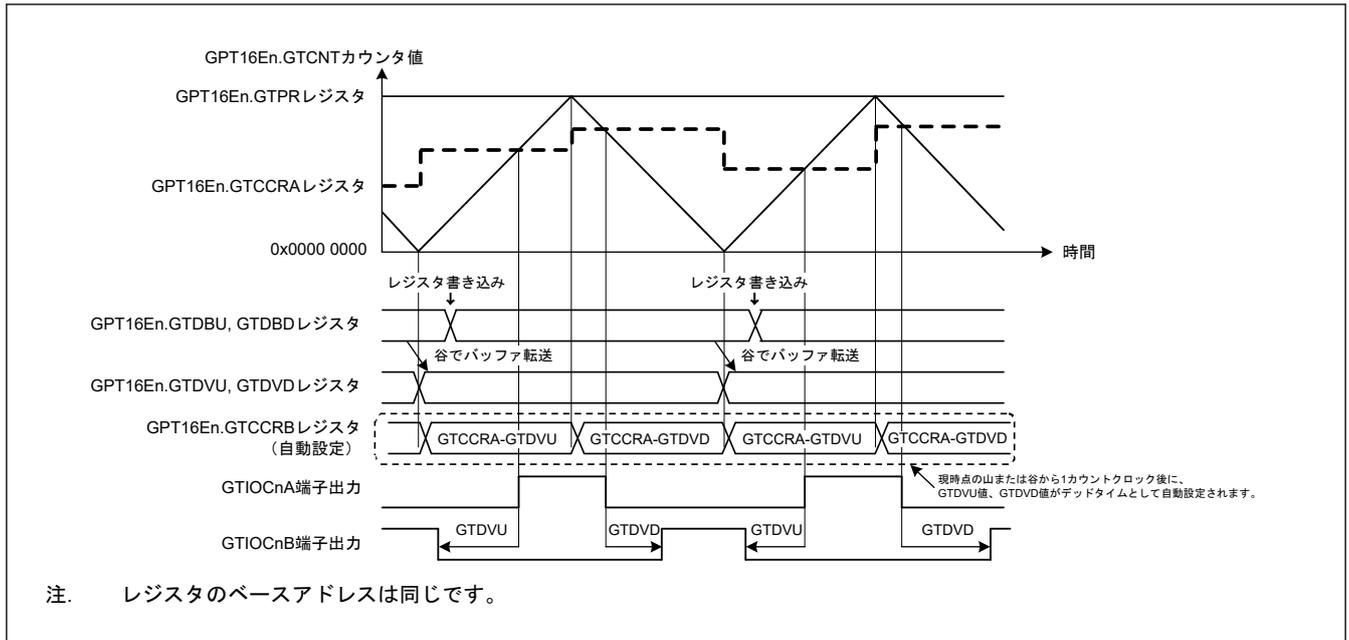 GPT16En.GTCNTカウンタ値
GPT16En.GTPRレジスタ
GPT16En.GTCCRAレジスタ
0x0000 0000
時間
レジスタ書き込み
レジスタ書き込み
GPT16En.GTDBU, GTDBDレジスタ
谷でバッファ転送
谷でバッファ転送
GPT16En.GTDVU, GTDVDレジスタ
GPT16En.GTCCRBレジスタ
（自動設定）
GTCCRA-GTDVU
GTCCRA-GTDVD
GTCCRA-GTDVU
GTCCRA-GTDVD
現時点の山または谷から1カウントクロック後に、
GTDVU値、GTDVD値がデッドタイムとして自動設定されます。
GTIOCnA端子出力
GTDVU
GTDVD
GTDVU
GTDVD
GTIOCnB端子出力
注. レジスタのベースアドレスは同じです。